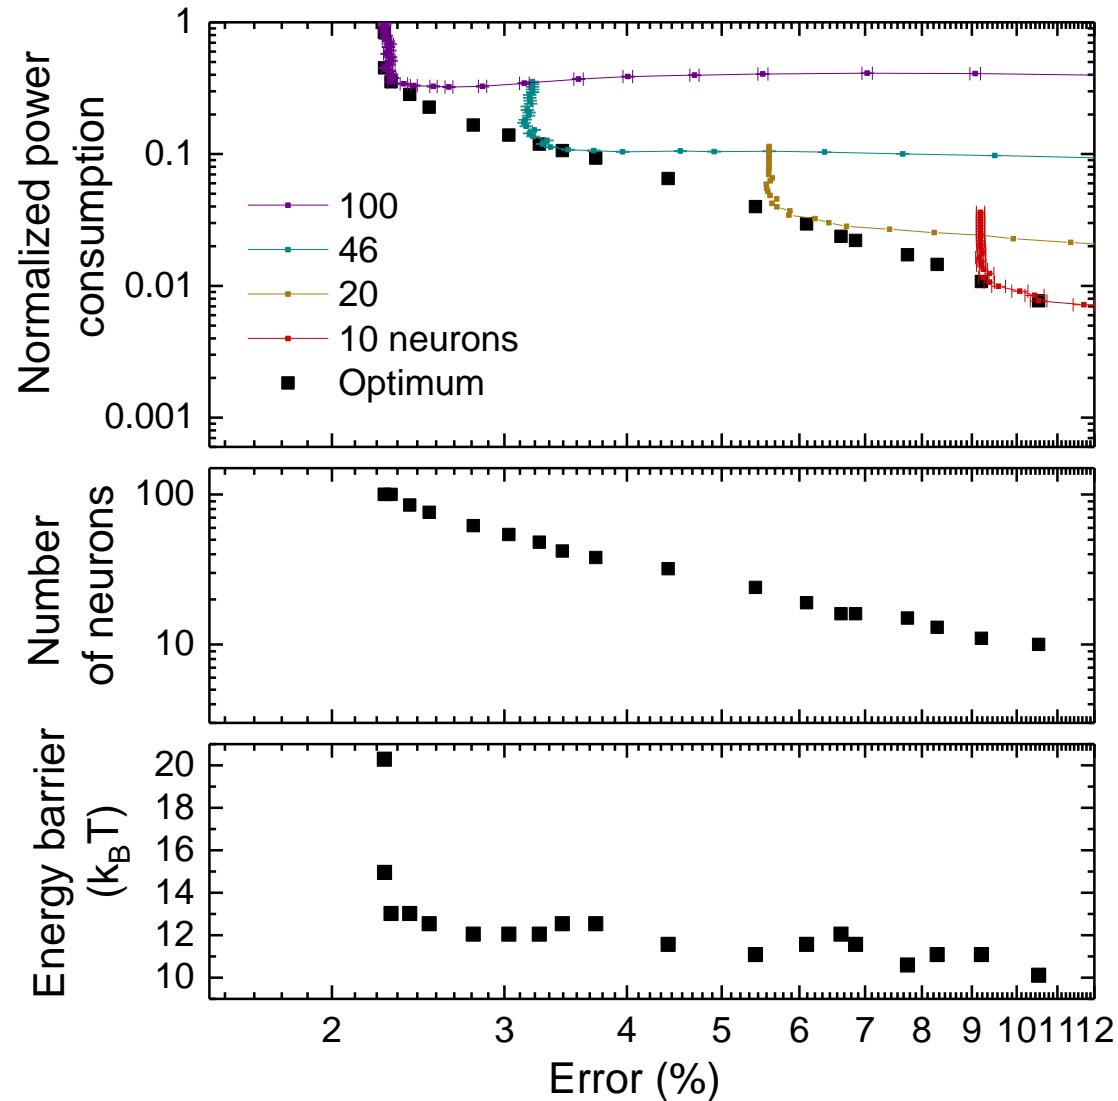 Normalized power
consumption
1
0.1
0.01
0.001
100
46
20
10 neurons
Optimum
Number
of neurons
100
10
Energy barrier
(k_BT)
20
18
16
14
12
10
2 3 4 5 6 7 8 9 10 11 12
Error (%)